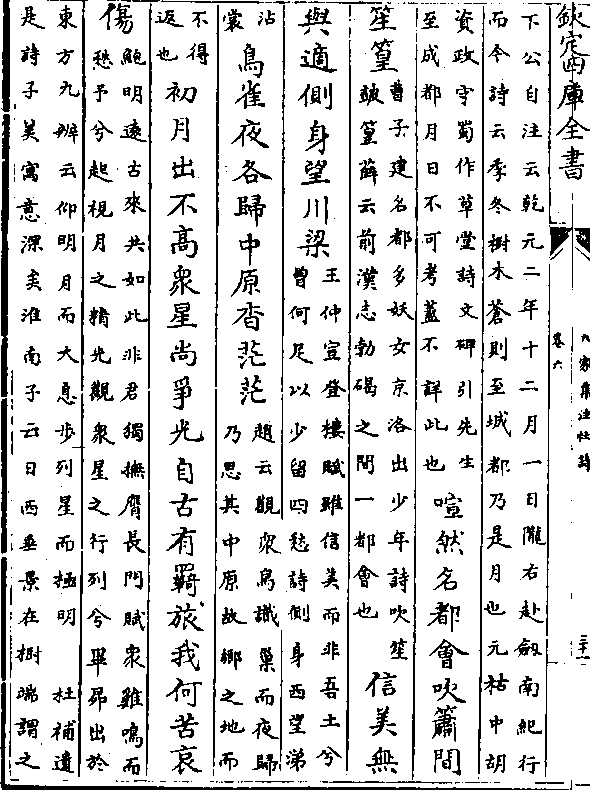 欽定四庫全書
九家集注杜詩
卷六
三十一
下公自注云乾元二年十二月一日隴右赴劒南紀行
而今詩云季冬樹木蒼則至城都乃是月也元祐中胡
資政守蜀作草堂詩文碑引先生
至成都月日不可考蓋不詳此也
喧然名都會吹簫間
笙簧
曹子建名都多妖女京洛出少年詩吹笙
鼓簧薛云前漢志勃碣之間一都會也
信美無
與適側身望川梁
王仲宣登樓賦雖信美而非吾土兮
曾何足以少留四愁詩側身西望涕
沾
裳
鳥雀夜各歸中原杳茫茫
趙云觀衆鳥識巢而夜歸
乃思其中原故鄉之地而
不得
返也
初月出不高衆星尚爭光自古有羇旅我何苦哀
傷
鮑明遠古來共如此非君獨撫膺長門賦衆雞鳴而
愁予兮起視月之精光觀衆星之行列兮畢昴出於
東方九辨云仰明月而大息步列星而極明 杜補遺
是詩子美寓意深矣淮南子云日西垂景在樹端謂之